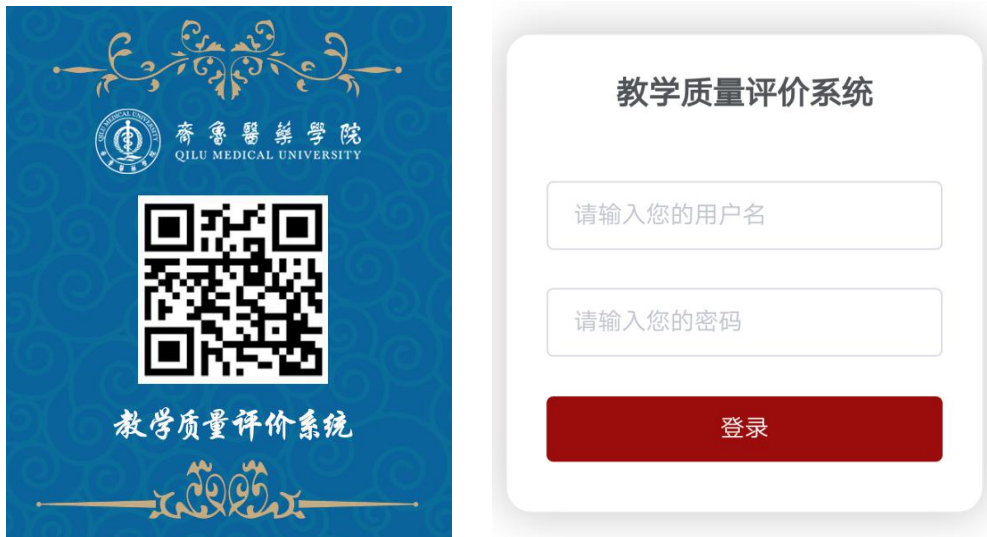 齊魯醫藥學院
QILU MEDICAL UNIVERSITY
教学质量评价系统
教学质量评价系统
请输入您的用户名
请输入您的密码
登录